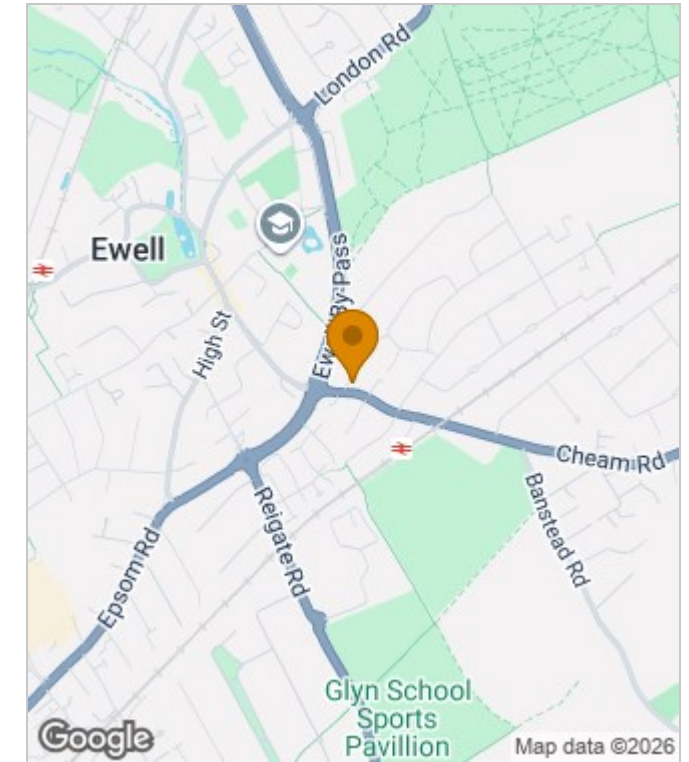 London Rd
Ewell
Ewell By-Pass
High St
Cheam Rd
Banstead Rd
Reigate Rd
Epsom Rd
Glyn School
Sports
Pavillion
Google
Map data ©2026